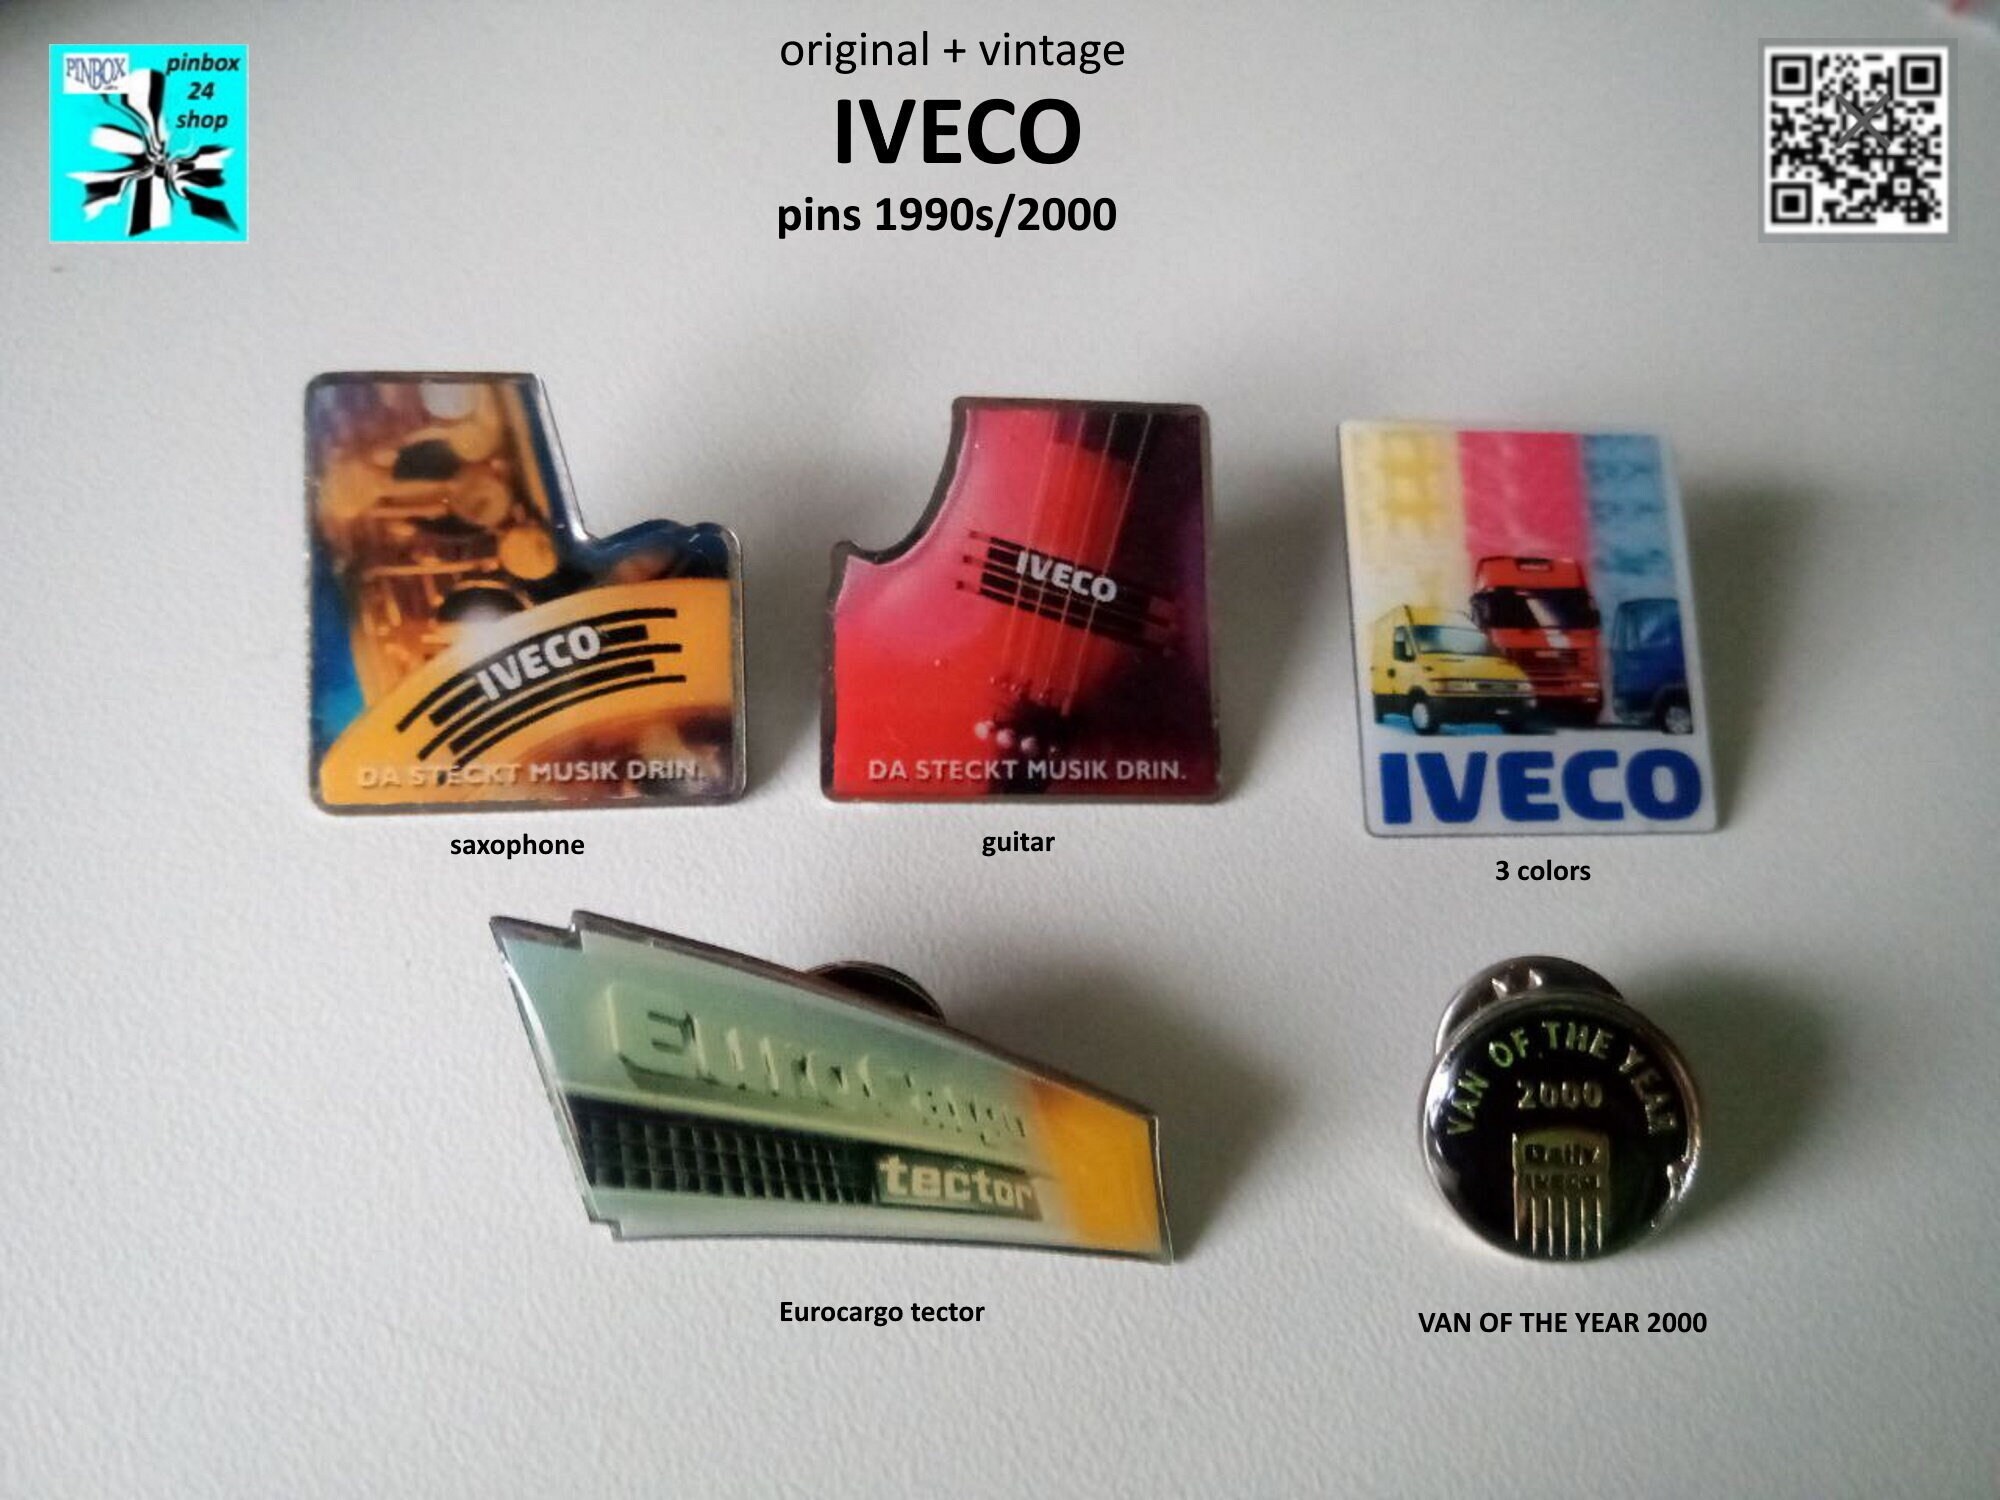 PINBOX
pinbox
24
shop
original + vintage
IVECO
pins 1990s/2000
IVECO
DA STECKT MUSIK DRIN.
saxophone
IVECO
DA STECKT MUSIK DRIN.
guitar
IVECO
3 colors
EuroCargo
tector
Eurocargo tector
VAN OF THE YEAR
2000
Daily
IVECO
VAN OF THE YEAR 2000